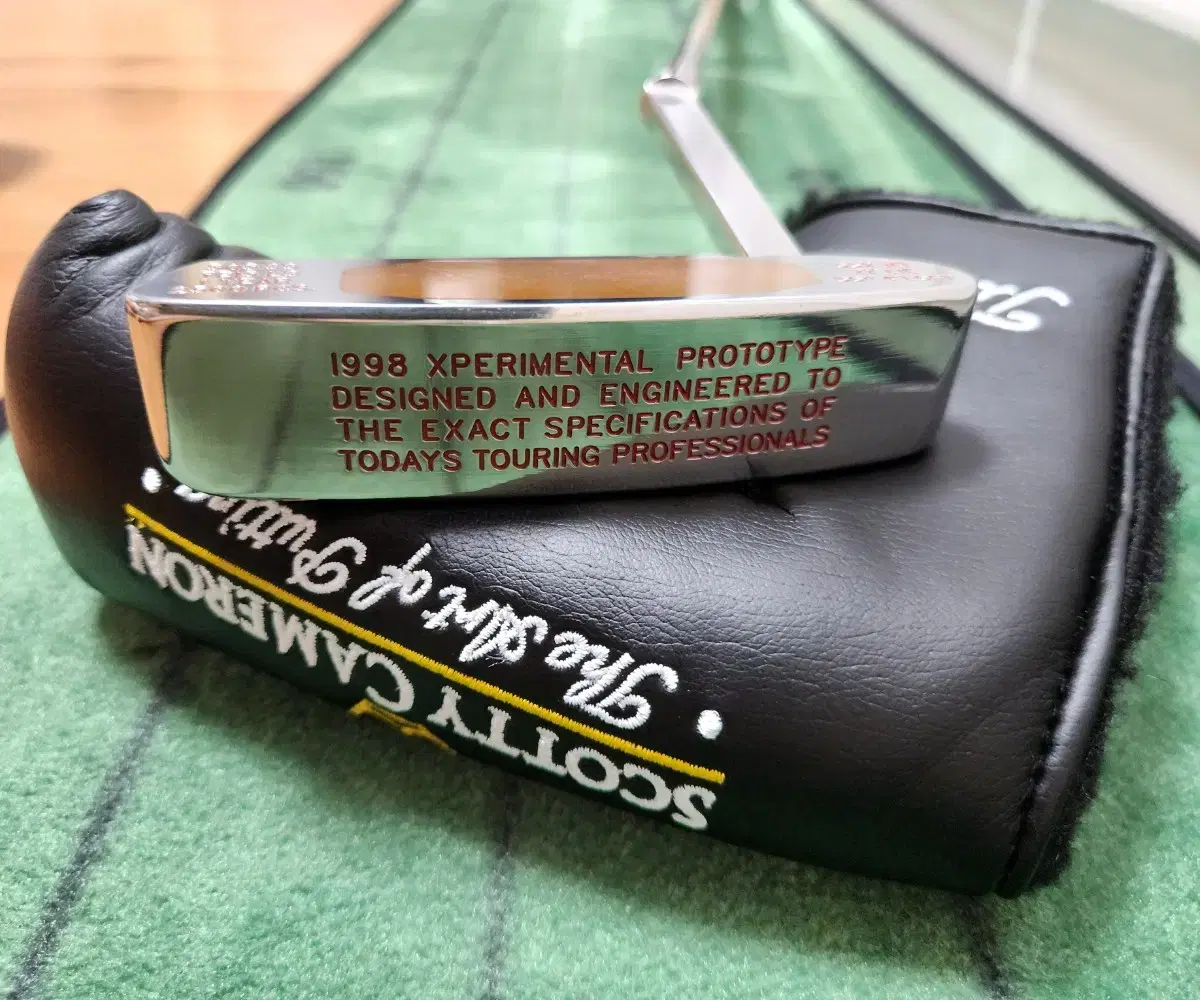 1998 XPERIMENTAL PROTOTYPE
DESIGNED AND ENGINEERED TO
THE EXACT SPECIFICATIONS OF
TODAYS TOURING PROFESSIONALS
SCOTTY CAMERON
• The Art of Putting •